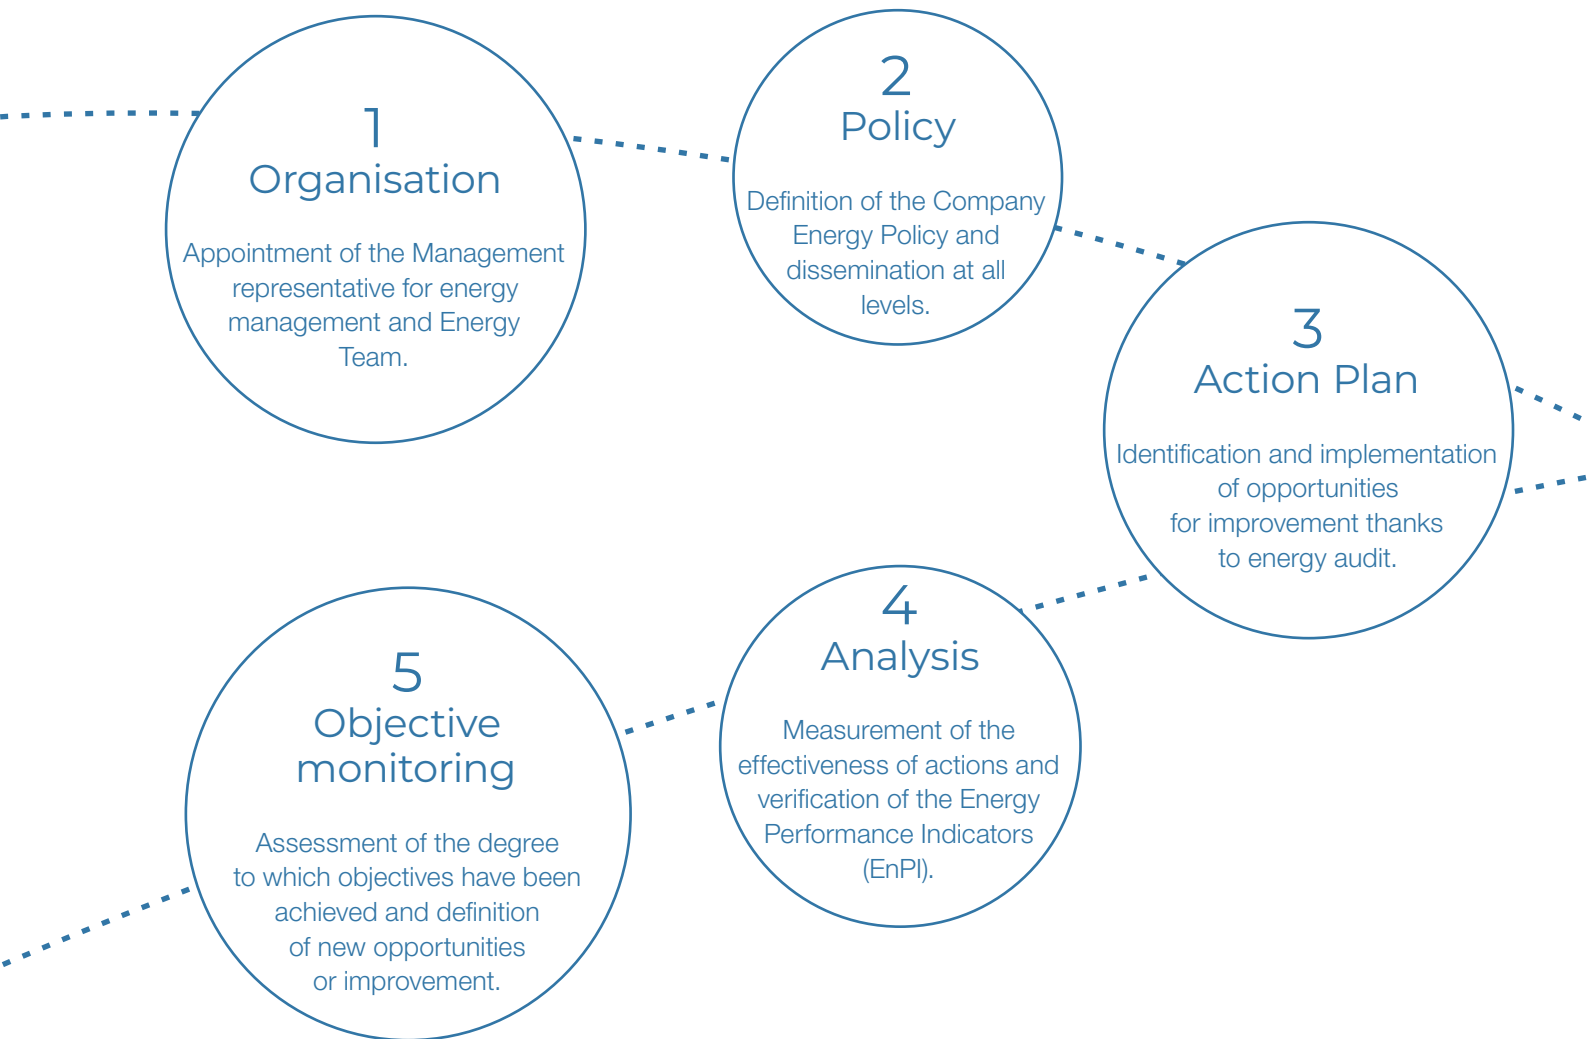 1
Organisation
Appointment of the Management
representative for energy
management and Energy
Team.
2
Policy
Definition of the Company
Energy Policy and
dissemination at all
levels.
3
Action Plan
Identification and implementation
of opportunities
for improvement thanks
to energy audit.
4
Analysis
Measurement of the
effectiveness of actions and
verification of the Energy
Performance Indicators
(EnPI).
5
Objective
monitoring
Assessment of the degree
to which objectives have been
achieved and definition
of new opportunities
or improvement.